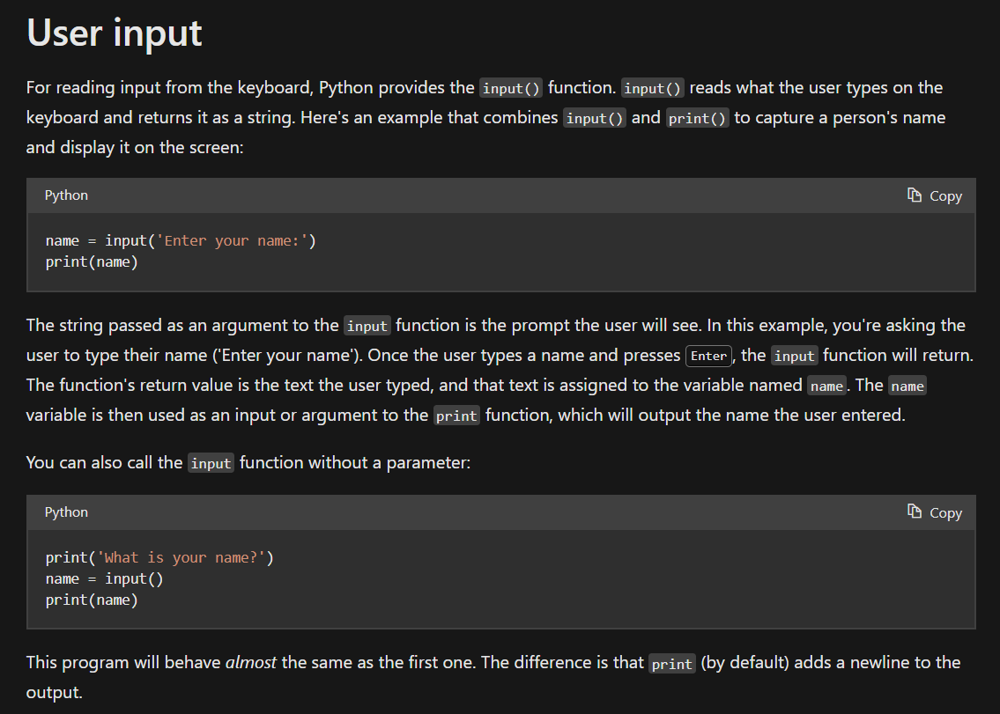 User input
For reading input from the keyboard, Python provides the input() function. input() reads what the user types on the
keyboard and returns it as a string. Here's an example that combines input() and print() to capture a person's name
and display it on the screen:
Python Copy
name = input('Enter your name:')
print(name)
The string passed as an argument to the input function is the prompt the user will see. In this example, you're asking the
user to type their name ('Enter your name'). Once the user types a name and presses Enter, the input function will return.
The function's return value is the text the user typed, and that text is assigned to the variable named name. The name
variable is then used as an input or argument to the print function, which will output the name the user entered.
You can also call the input function without a parameter:
Python Copy
print('What is your name?')
name = input()
print(name)
This program will behave almost the same as the first one. The difference is that print (by default) adds a newline to the
output.